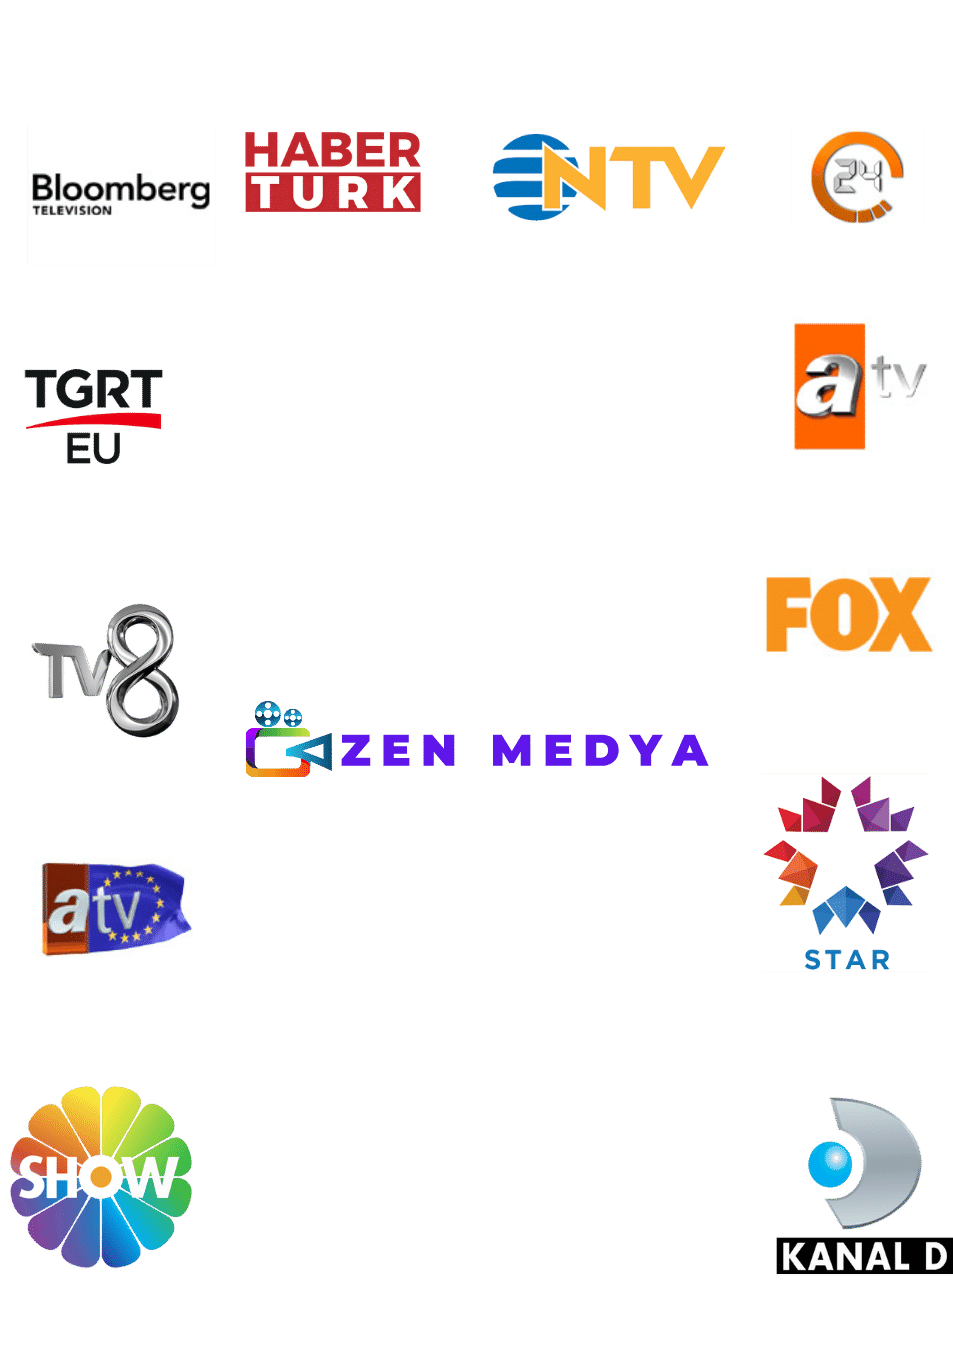 Bloomberg
TELEVISION
HABER
TURK
NTV
24
TGRT
EU
atv
TV8
FOX
ZEN MEDYA
atv
STAR
SHOW
KANAL D